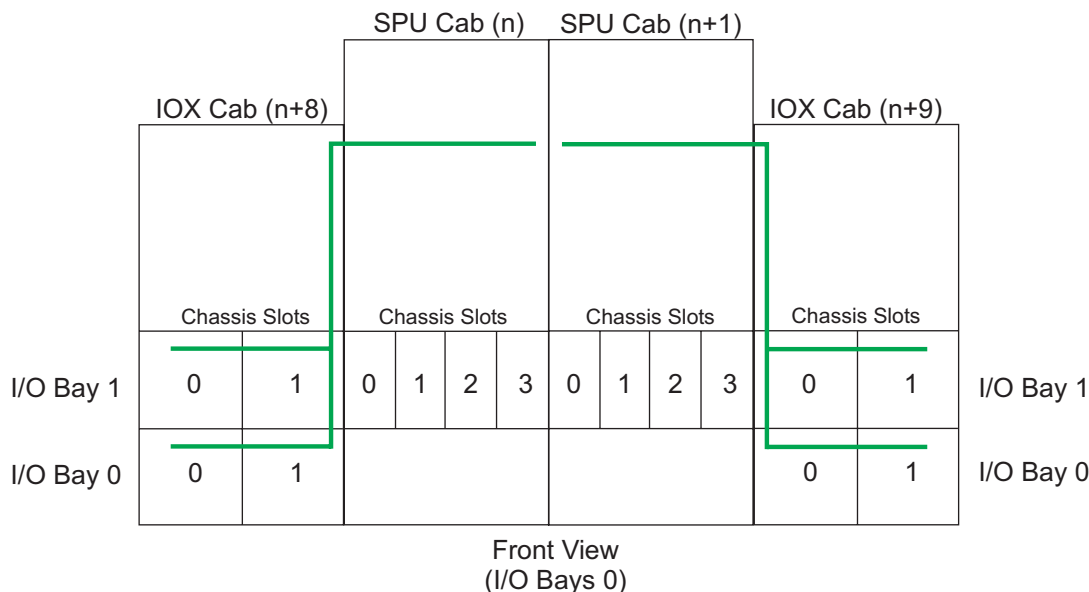 SPU Cab (n) SPU Cab (n+1)
IOX Cab (n+8) IOX Cab (n+9)
Chassis Slots Chassis Slots Chassis Slots Chassis Slots
I/O Bay 1 0 1 0 1 2 3 0 1 2 3 0 1 I/O Bay 1
I/O Bay 0 0 1 0 1 I/O Bay 0
Front View
(I/O Bays 0)